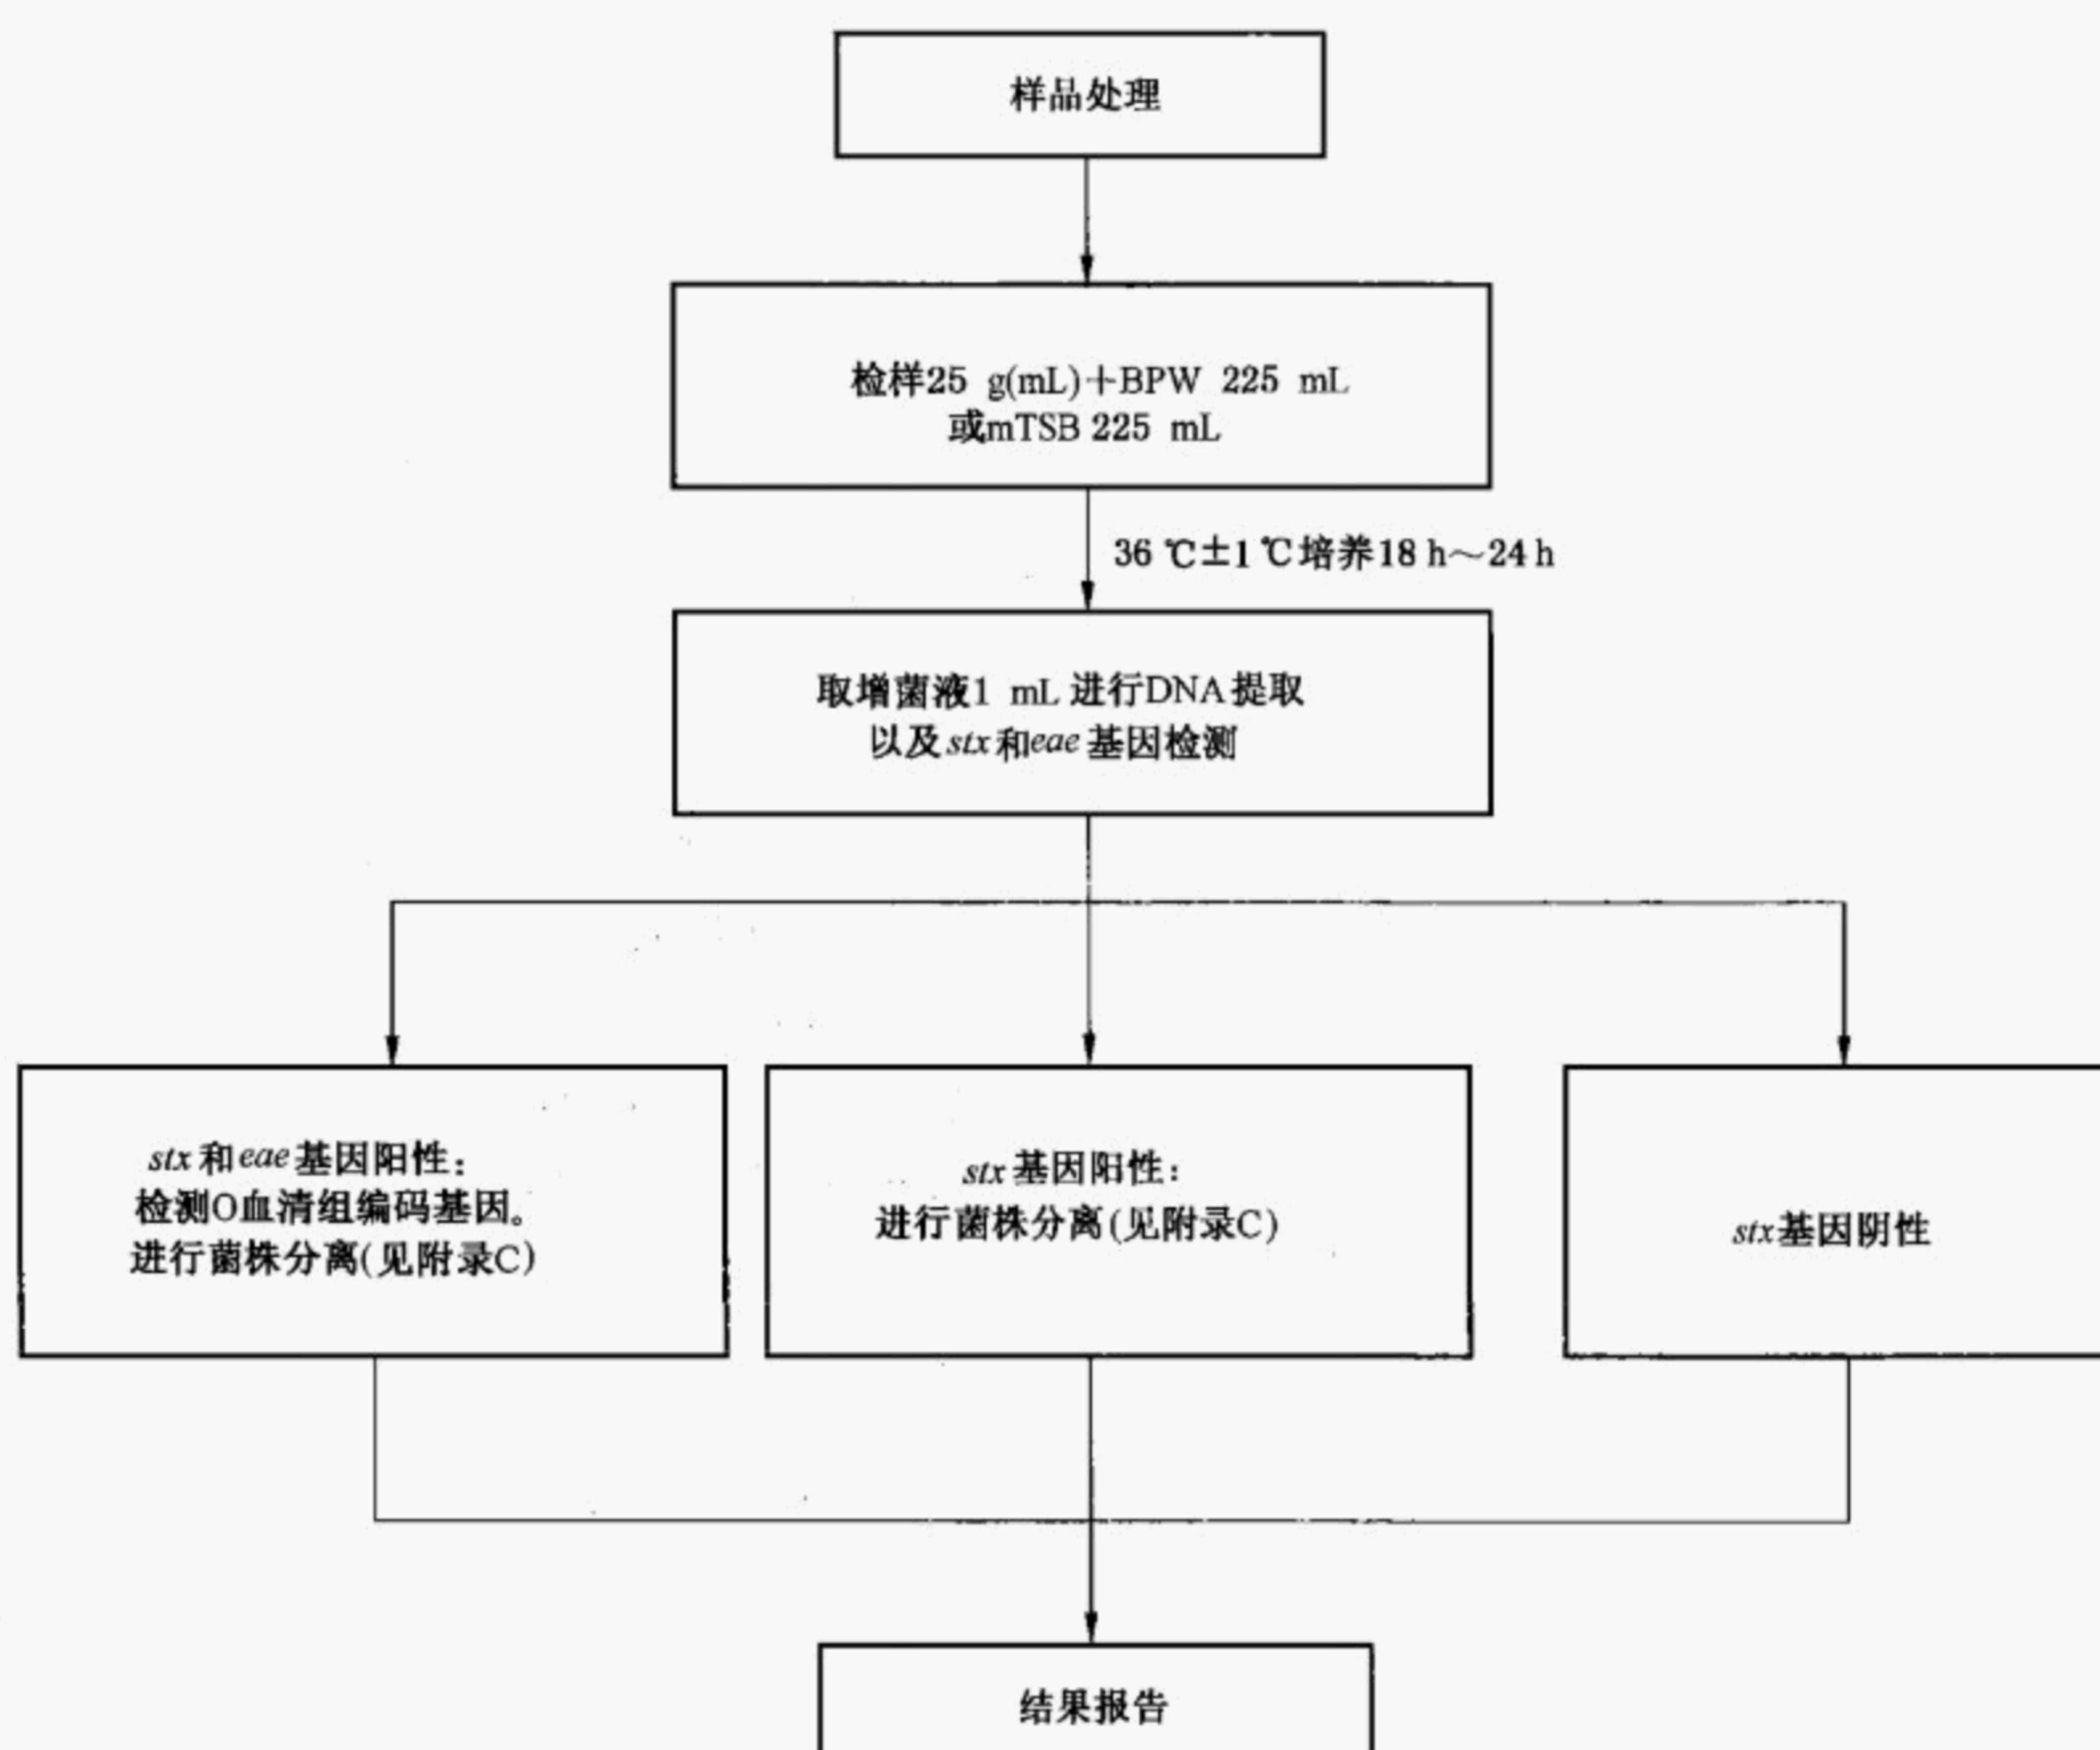 样品处理
检样25 g(mL)+BPW 225 mL
或mTSB 225 mL
36 ℃±1 ℃培养18 h～24 h
取增菌液1 mL 进行DNA提取
以及stx和eae基因检测
stx和eae基因阳性：
检测O血清组编码基因。
进行菌株分离(见附录C)
stx基因阳性：
进行菌株分离(见附录C)
stx基因阴性
结果报告